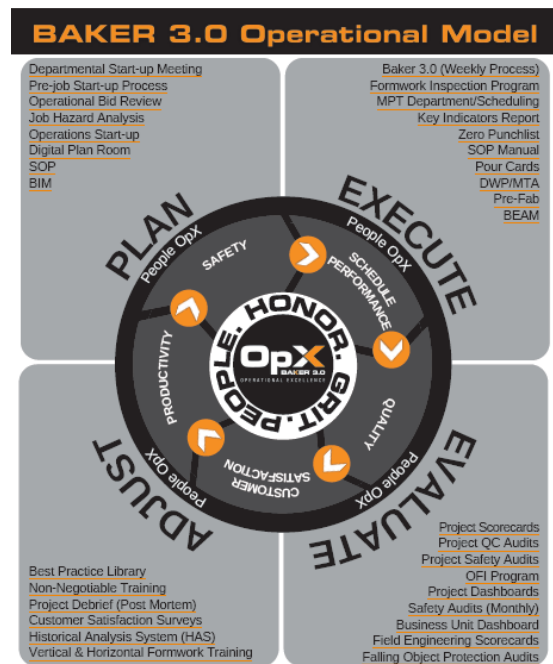 BAKER 3.0 Operational Model
Departmental Start-up Meeting
Pre-job Start-up Process
Operational Bid Review
Job Hazard Analysis
Operations Start-up
Digital Plan Room
SOP
BIM
Baker 3.0 (Weekly Process)
Formwork Inspection Program
MPT Department/Scheduling
Key Indicators Report
Zero Punchlist
SOP Manual
Pour Cards
DWP/MTA
Pre-Fab
BEAM
PLAN
EXECUTE
People OpX
People OpX
SAFETY
SCHEDULE
PERFORMANCE
PRODUCTIVITY
PEOPLE. HONOR. GRIT.
OpX
BAKER 3.0
OPERATIONAL EXCELLENCE
QUALITY
CUSTOMER
SATISFACTION
People OpX
People OpX
ADJUST
EVALUATE
Best Practice Library
Non-Negotiable Training
Project Debrief (Post Mortem)
Customer Satisfaction Surveys
Historical Analysis System (HAS)
Vertical & Horizontal Formwork Training
Project Scorecards
Project QC Audits
Project Safety Audits
OFI Program
Project Dashboards
Safety Audits (Monthly)
Business Unit Dashboard
Field Engineering Scorecards
Falling Object Protection Audits